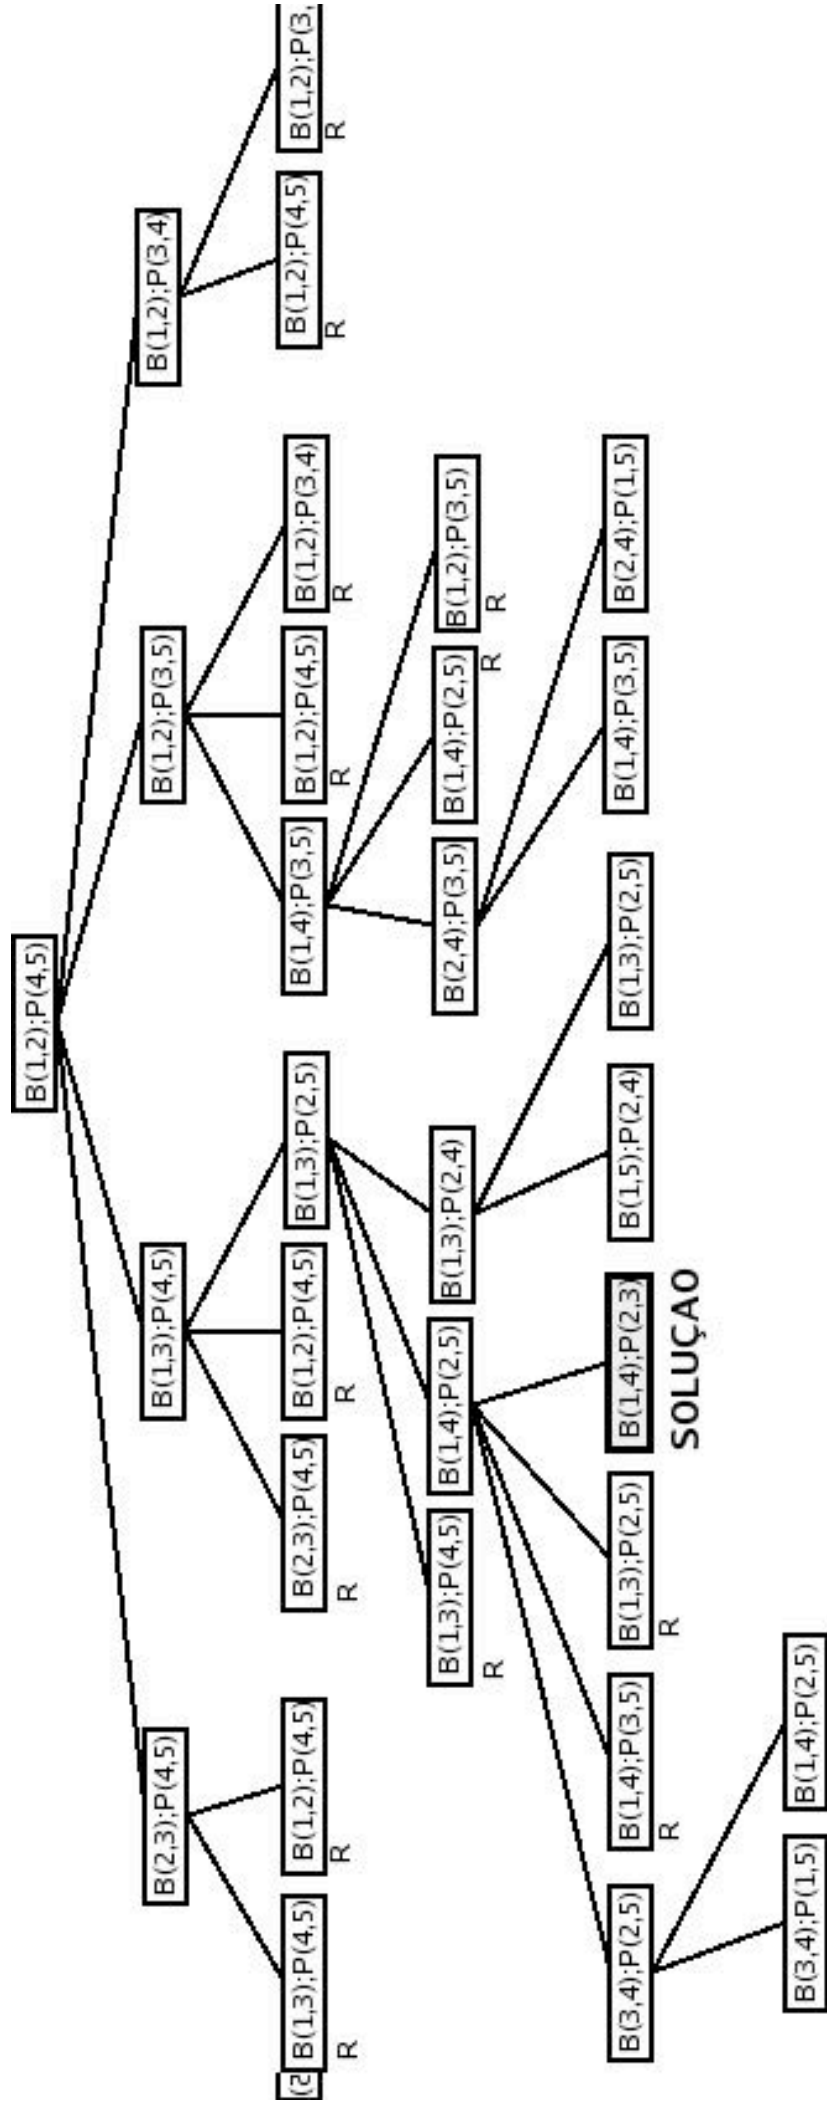 B(1,2);P(4,5)
B(2,3);P(4,5) B(1,3);P(4,5) B(1,2);P(3,5) B(1,2);P(3,4)
B(1,3);P(4,5) B(1,2);P(4,5) B(2,3);P(4,5) B(1,2);P(4,5) B(1,3);P(2,5) B(1,4);P(3,5) B(1,2);P(4,5) B(1,2);P(3,4) B(1,2);P(4,5) B(1,2);P(3,
R R R R R R R R
B(1,3);P(4,5) B(1,4);P(2,5) B(1,3);P(2,4) B(2,4);P(3,5) B(1,4);P(2,5) B(1,2);P(3,5)
R R R
B(3,4);P(2,5) B(1,4);P(3,5) B(1,3);P(2,5) B(1,4);P(2,3) B(1,5);P(2,4) B(1,3);P(2,5) B(1,4);P(3,5) B(2,4);P(1,5)
R R SOLUÇAO
B(3,4);P(1,5) B(1,4);P(2,5)